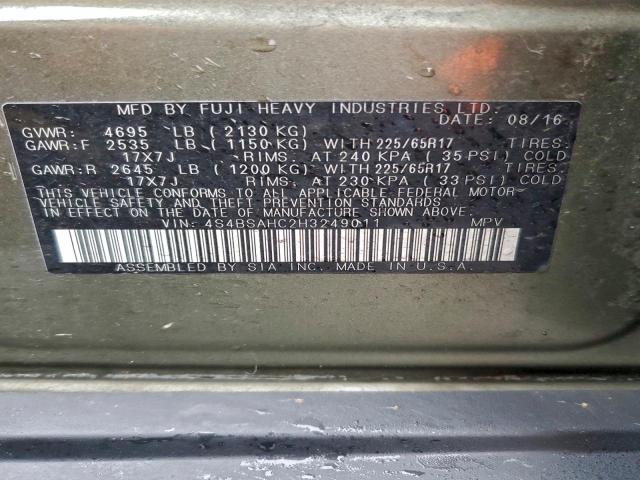 MFD BY FUJI HEAVY INDUSTRIES LTD.
DATE: 08/16
GVWR: 4695 LB ( 2130 KG)
GAWR:F 2535 LB ( 1150 KG) WITH 225/65R17 TIRES:
17X7J RIMS: AT 240 KPA ( 35 PSI) COLD
GAWR:R 2645 LB ( 1200 KG) WITH 225/65R17 TIRES:
17X7J RIMS, AT 230 KPA ( 33 PSI) COLD
THIS VEHICLE CONFORMS TO ALL APPLICABLE FEDERAL MOTOR
VEHICLE SAFETY AND THEFT PREVENTION STANDARDS
IN EFFECT ON THE DATE OF MANUFACTURE SHOWN ABOVE.
VIN: 4S4BSAHC2H3249011 MPV
ASSEMBLED BY SIA INC. MADE IN U.S.A.